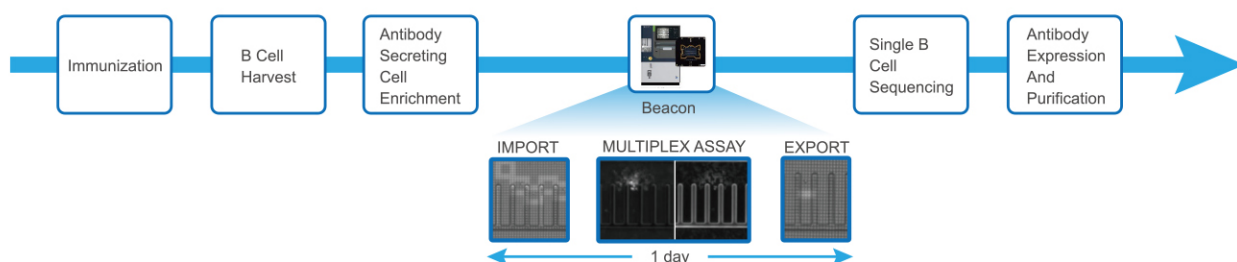 Immunization
B Cell
Harvest
Antibody
Secreting
Cell
Enrichment
Beacon
Single B
Cell
Sequencing
Antibody
Expression
And
Purification
IMPORT
MULTIPLEX ASSAY
EXPORT
1 day